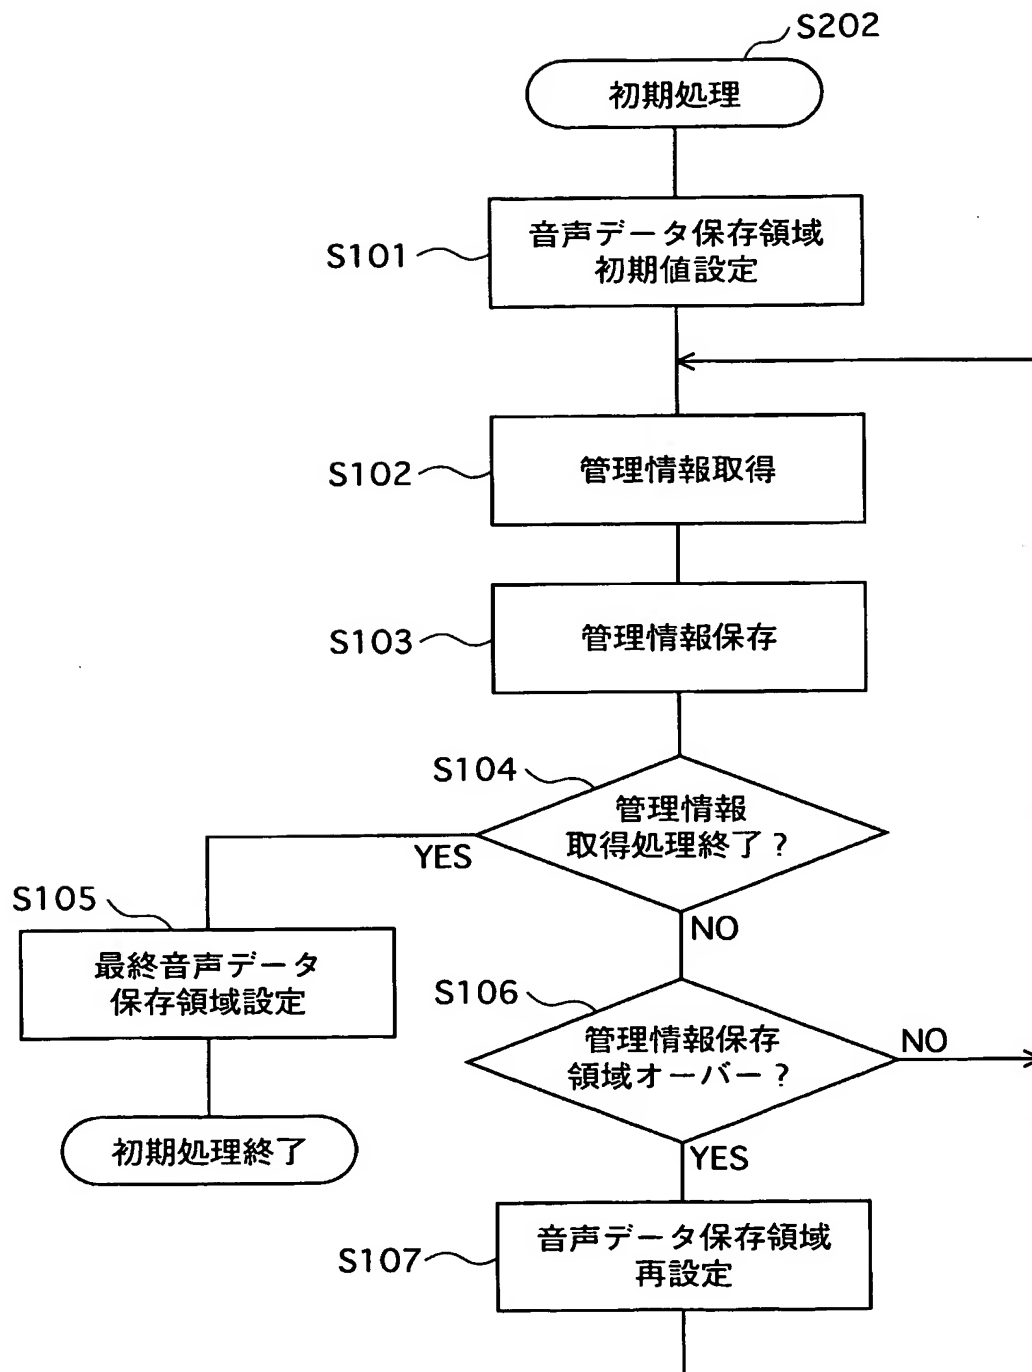 S202
初期処理
S101
音声データ保存領域
初期値設定
S102
管理情報取得
S103
管理情報保存
S104
管理情報
取得処理終了?
YES
NO
S105
最終音声データ
保存領域設定
初期処理終了
S106
管理情報保存
領域オーバー?
NO
YES
S107
音声データ保存領域
再設定